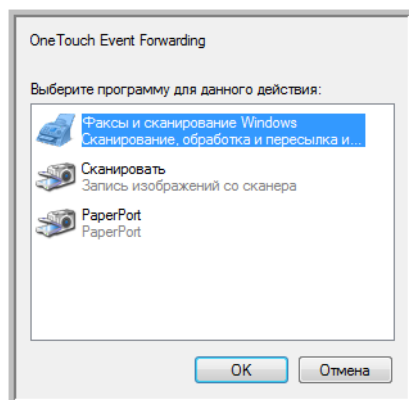 OneTouch Event Forwarding
Выберите программу для данного действия:
Факсы и сканирование Windows
Сканирование, обработка и пересылка и...
Сканировать
Запись изображений со сканера
PaperPort
PaperPort
OK
Отмена